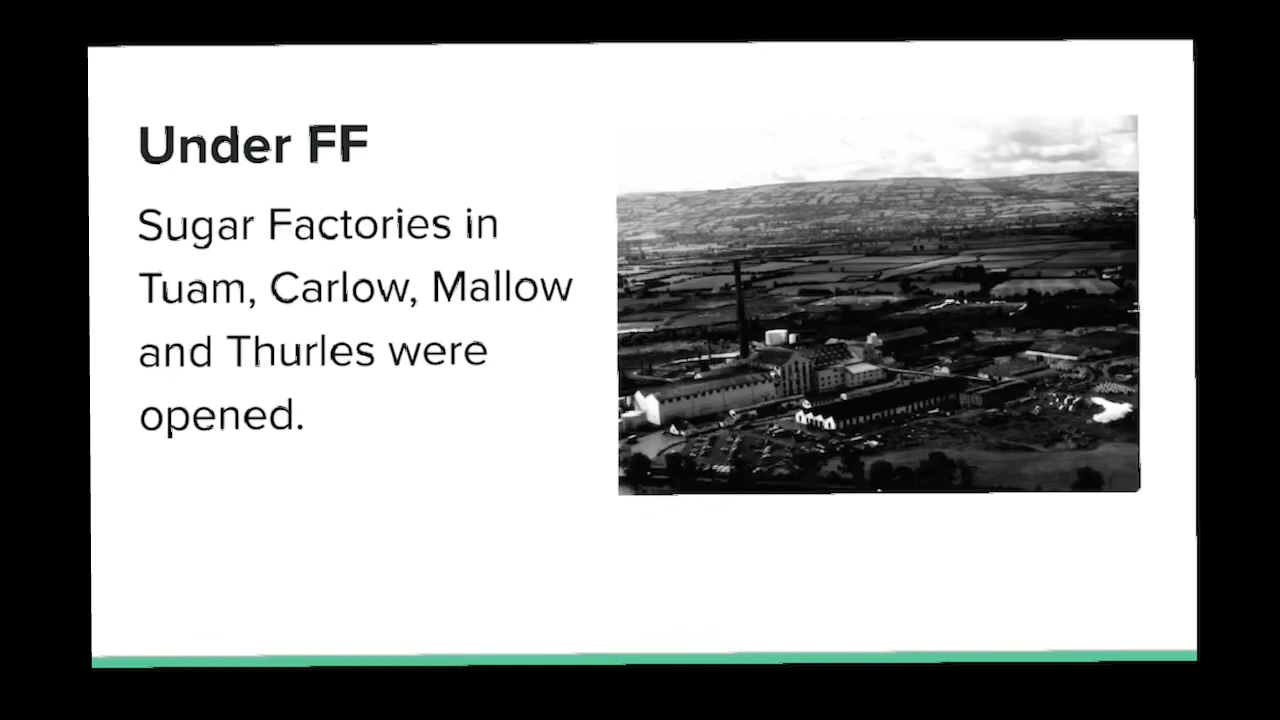 Under FF
Sugar Factories in
Tuam, Carlow, Mallow
and Thurles were
opened.